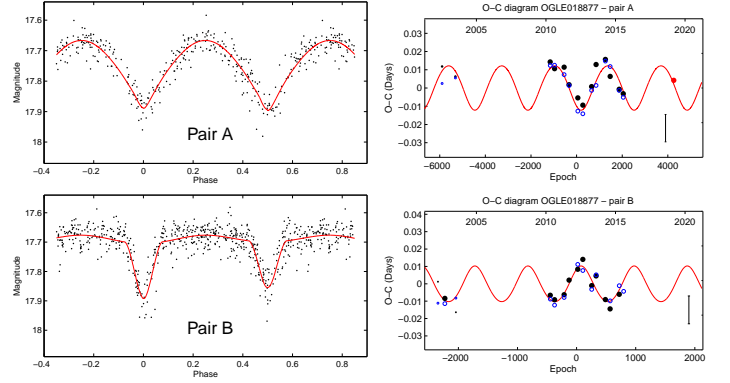 17.6
17.7
17.8
17.9
18
Magnitude
Pair A
−0.4 −0.2 0 0.2 0.4 0.6 0.8
Phase
O−C diagram OGLE018877 − pair A
2005 2010 2015 2020
0.03
0.02
0.01
0
−0.01
−0.02
−0.03
O−C (Days)
−6000 −4000 −2000 0 2000 4000
Epoch
17.6
17.7
17.8
17.9
18
Magnitude
Pair B
−0.4 −0.2 0 0.2 0.4 0.6 0.8
Phase
O−C diagram OGLE018877 − pair B
2005 2010 2015 2020
0.04
0.03
0.02
0.01
0
−0.01
−0.02
−0.03
O−C (Days)
−2000 −1000 0 1000 2000
Epoch